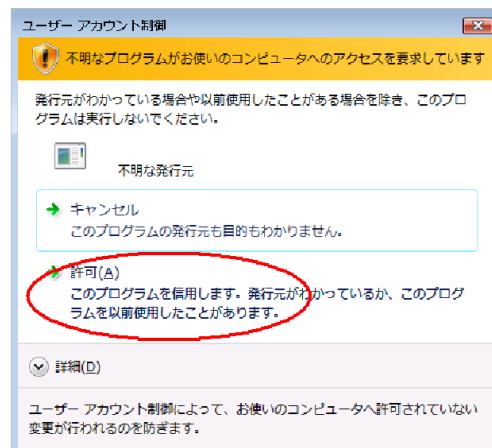 ユーザー アカウント制御
不明なプログラムがお使いのコンピュータへのアクセスを要求しています
発行元がわかっている場合や以前使用したことがある場合を除き、このプロ
グラムは実行しないでください。
不明な発行元
キャンセル
このプログラムの発行元も目的もわかりません。
許可(A)
このプログラムを信用します。発行元がわかっているか、このプログ
ラムを以前使用したことがあります。
詳細(D)
ユーザー アカウント制御によって、お使いのコンピュータへ許可されていない
変更が行われるのを防ぎます。